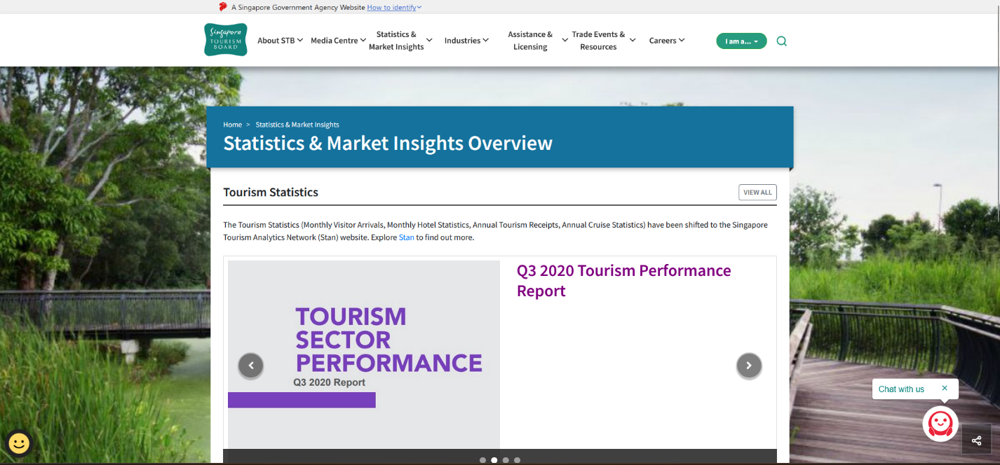 A Singapore Government Agency Website How to identify
Singapore
TOURISM
BOARD
About STB
Media Centre
Statistics &
Market Insights
Industries
Assistance &
Licensing
Trade Events &
Resources
Careers
I am a...
Home > Statistics & Market Insights
Statistics & Market Insights Overview
Tourism Statistics
VIEW ALL
The Tourism Statistics (Monthly Visitor Arrivals, Monthly Hotel Statistics, Annual Tourism Receipts, Annual Cruise Statistics) have been shifted to the Singapore
Tourism Analytics Network (Stan) website. Explore Stan to find out more.
TOURISM
SECTOR
PERFORMANCE
Q3 2020 Report
Q3 2020 Tourism Performance
Report
Chat with us